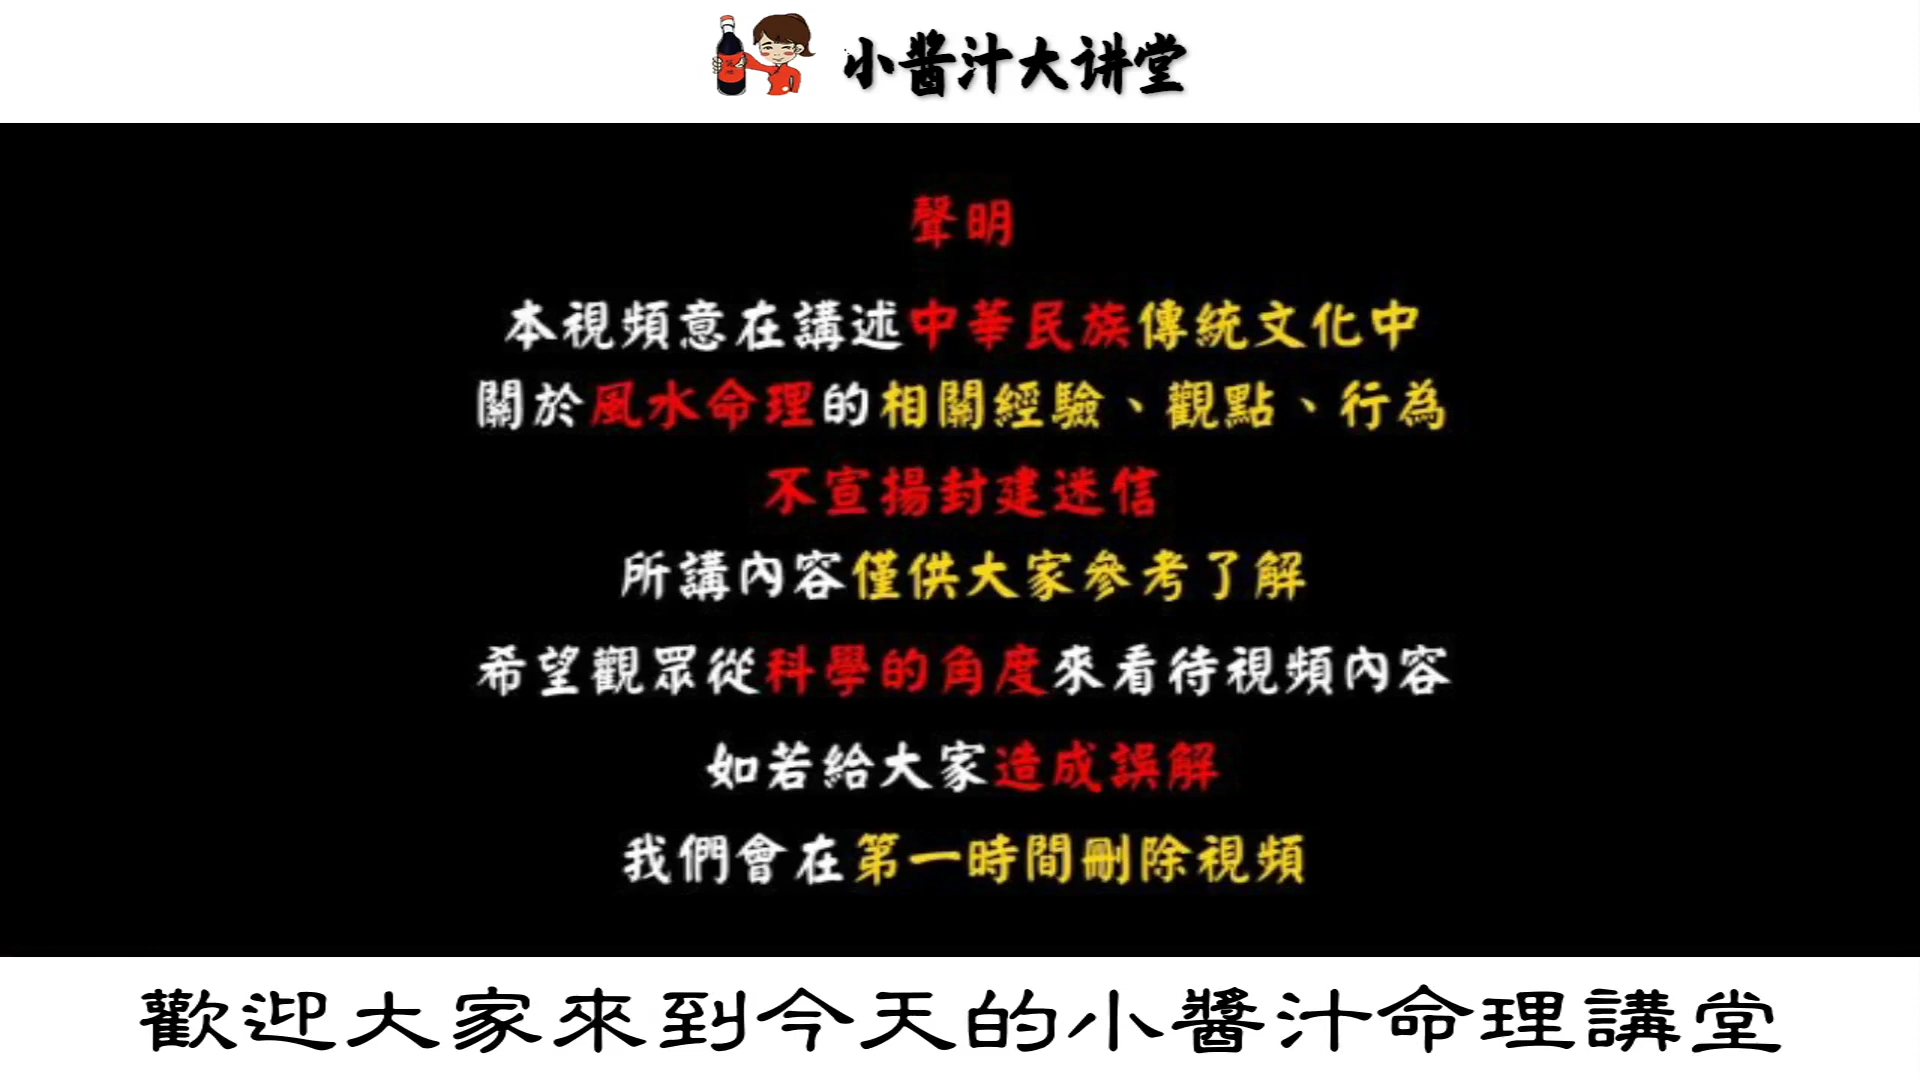 小醬汁大讲堂
聲明
本視頻意在講述中華民族傳統文化中
關於風水命理的相關經驗、觀點、行為
不宣揚封建迷信
所講內容僅供大家參考了解
希望觀眾從科學的角度來看待視頻內容
如若給大家造成誤解
我們會在第一時間刪除視頻
歡迎大家來到今天的小醬汁命理講堂